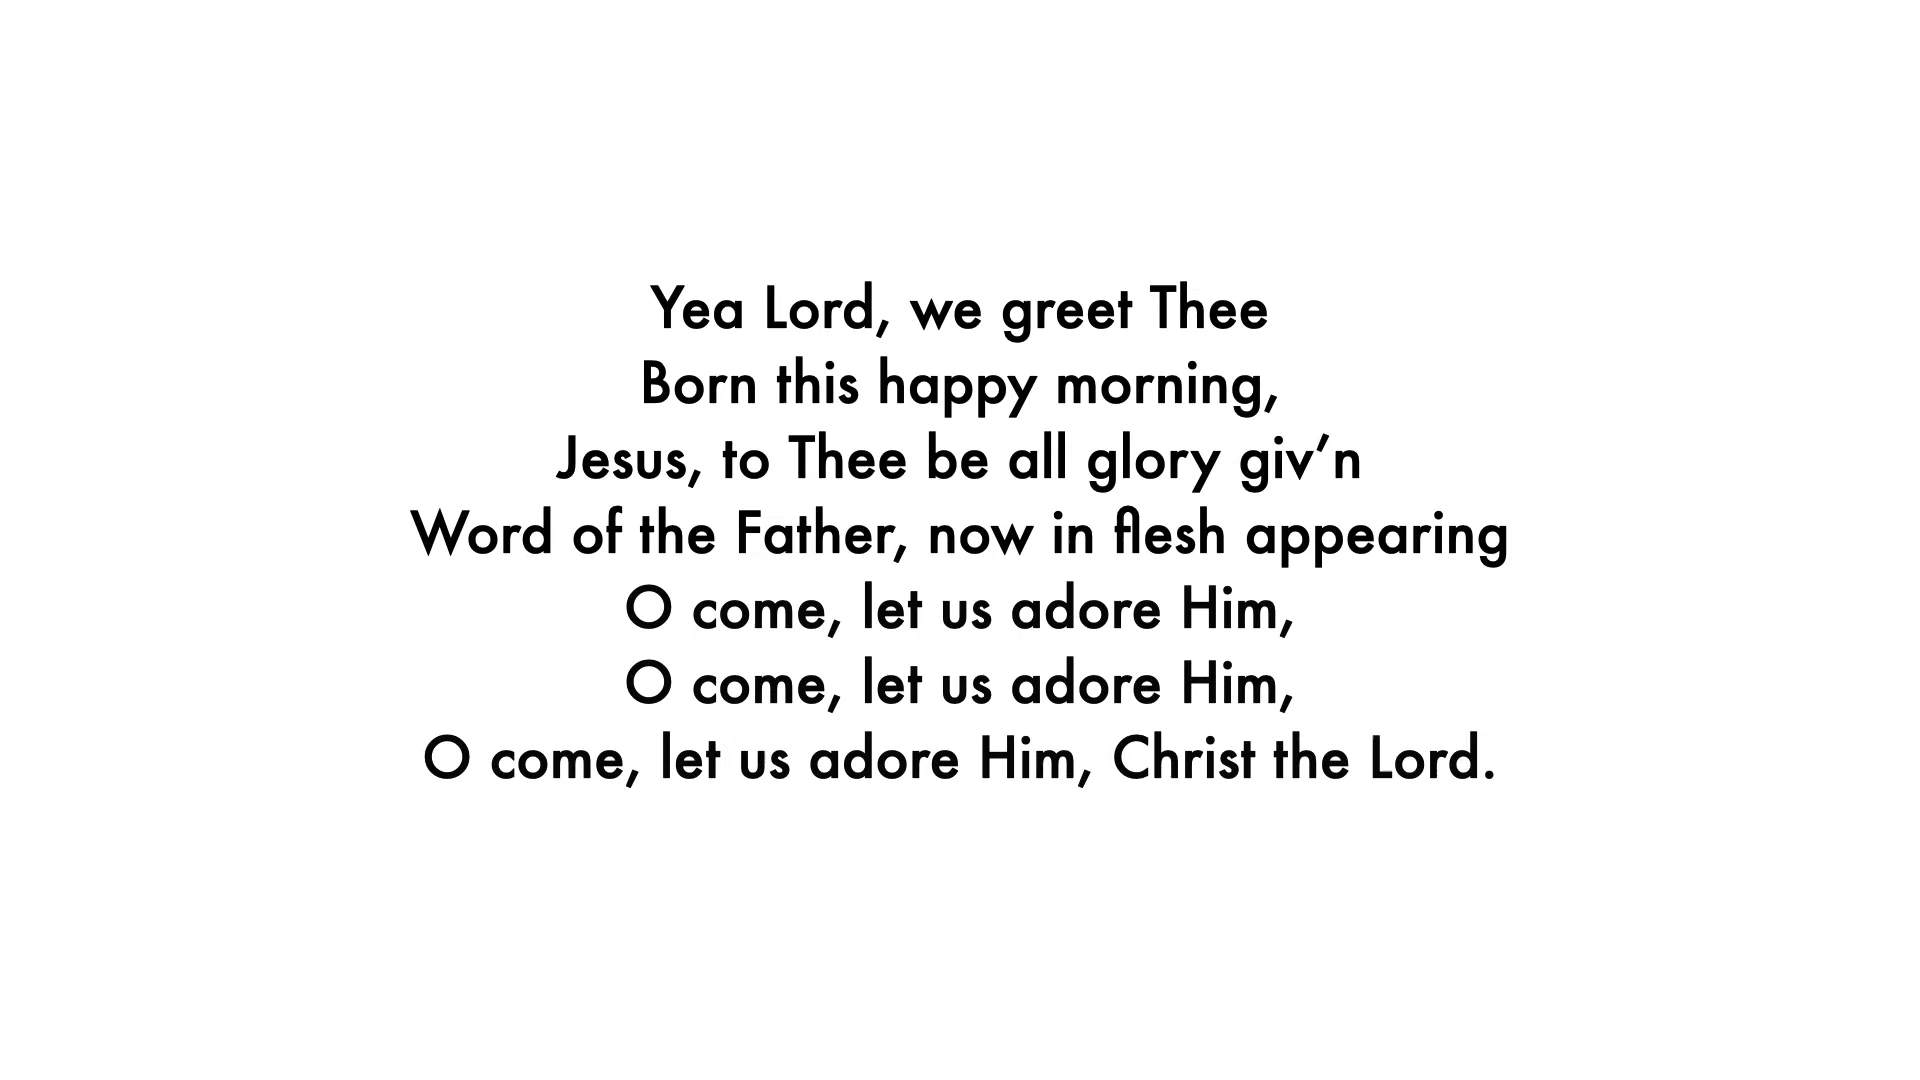 Yea Lord, we greet Thee
Born this happy morning,
Jesus, to Thee be all glory giv’n
Word of the Father, now in flesh appearing
O come, let us adore Him,
O come, let us adore Him,
O come, let us adore Him, Christ the Lord.